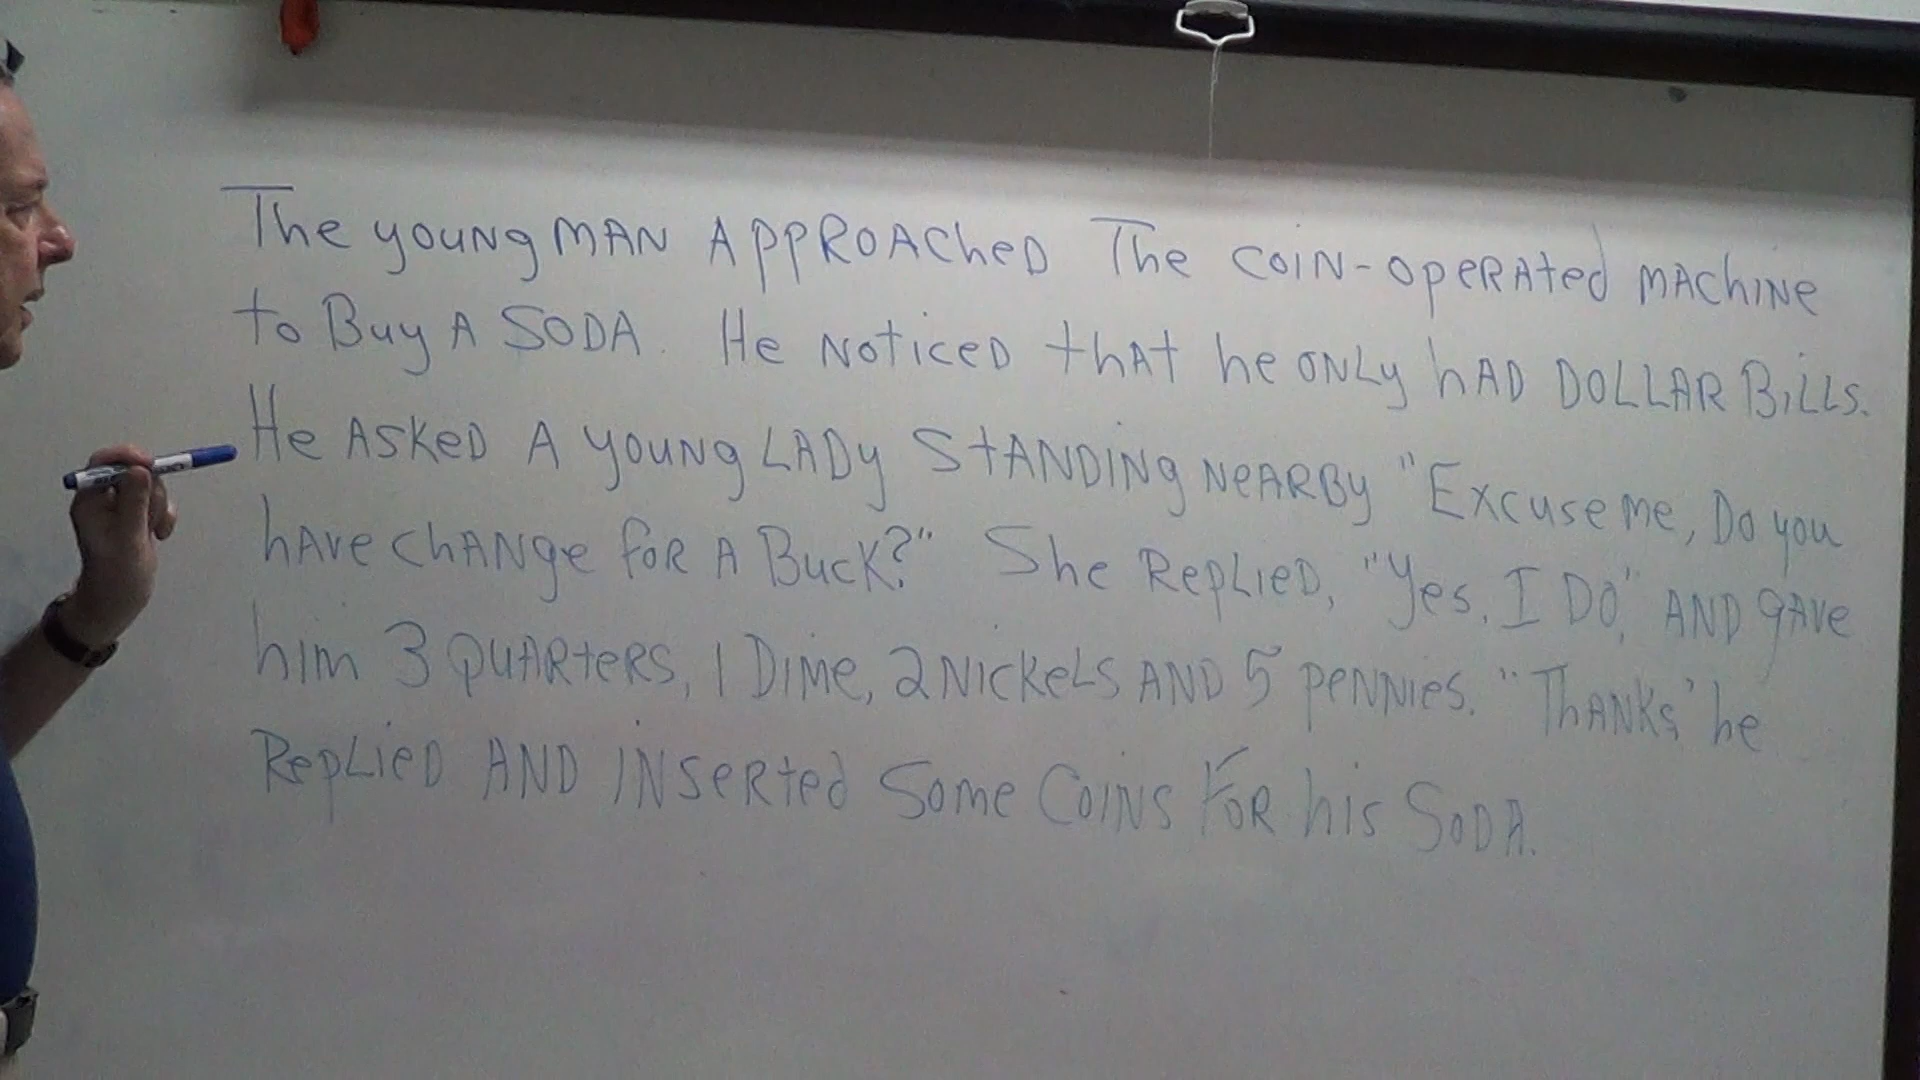 The young man approached the coin-operated machine
to Buy a soda. He noticed that he only had dollar Bills.
He asked a young lady standing nearby "Excuse me, Do you
have change for a Buck?" She Replied, "Yes, I Do," and gave
him 3 Quarters, 1 Dime, 2 Nickels and 5 pennies. "Thanks," he
Replied and inserted some Coins For his Soda.